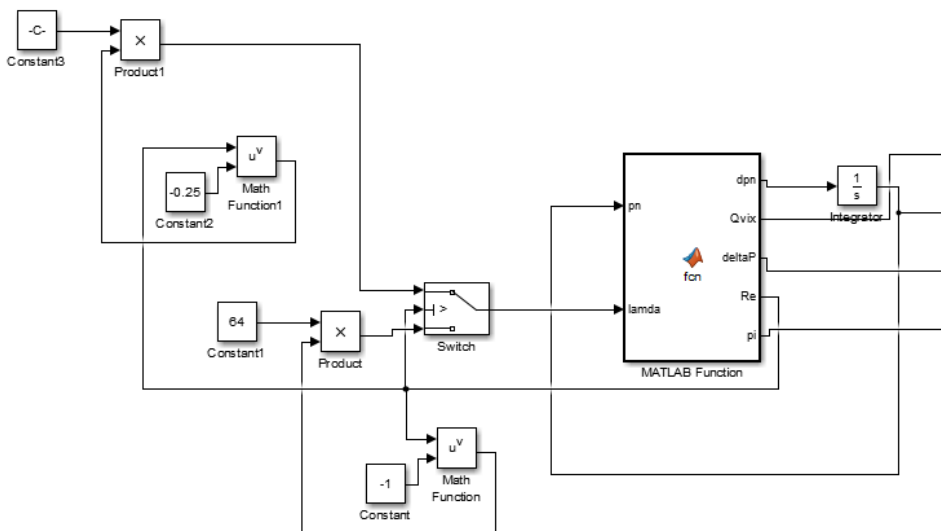 -C-
Constant3
×
Product1
u^v
Math
Function1
-0.25
Constant2
64
Constant1
×
Product
>
Switch
u^v
Math
Function
-1
Constant
pn
lamda
fcn
dpn
Qvix
deltaP
Re
pi
MATLAB Function
1
s
Integrator